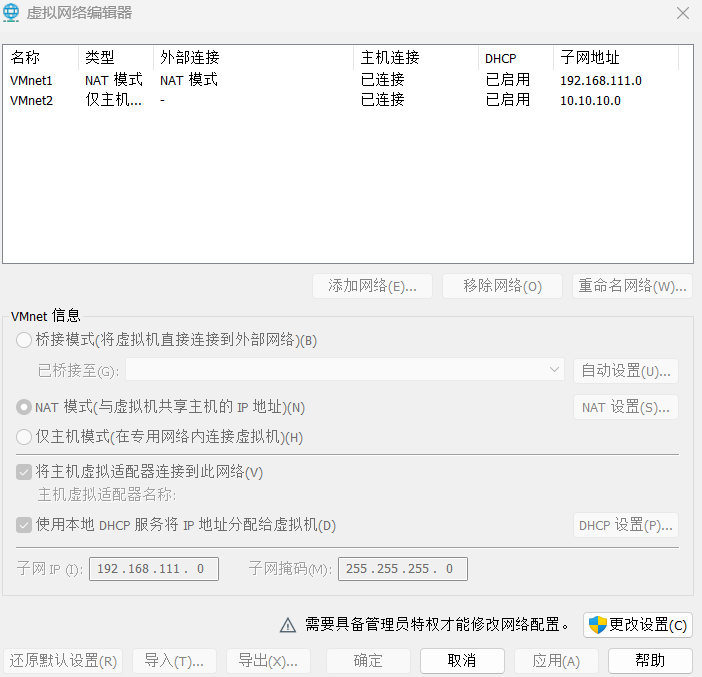 虚拟网络编辑器
名称 类型 外部连接 主机连接 DHCP 子网地址
VMnet1 NAT 模式 NAT 模式 已连接 已启用 192.168.111.0
VMnet2 仅主机... - 已连接 已启用 10.10.10.0
添加网络(E)... 移除网络(O) 重命名网络(W)...
VMnet 信息
桥接模式(将虚拟机直接连接到外部网络)(B)
已桥接至(G): 自动设置(U)...
NAT 模式(与虚拟机共享主机的 IP 地址)(N) NAT 设置(S)...
仅主机模式(在专用网络内连接虚拟机)(H)
将主机虚拟适配器连接到此网络(V)
主机虚拟适配器名称:
使用本地 DHCP 服务将 IP 地址分配给虚拟机(D) DHCP 设置(P)...
子网 IP (I): 192.168.111. 0 子网掩码(M): 255.255.255. 0
需要具备管理员特权才能修改网络配置。 更改设置(C)
还原默认设置(R) 导入(T)... 导出(X)... 确定 取消 应用(A) 帮助